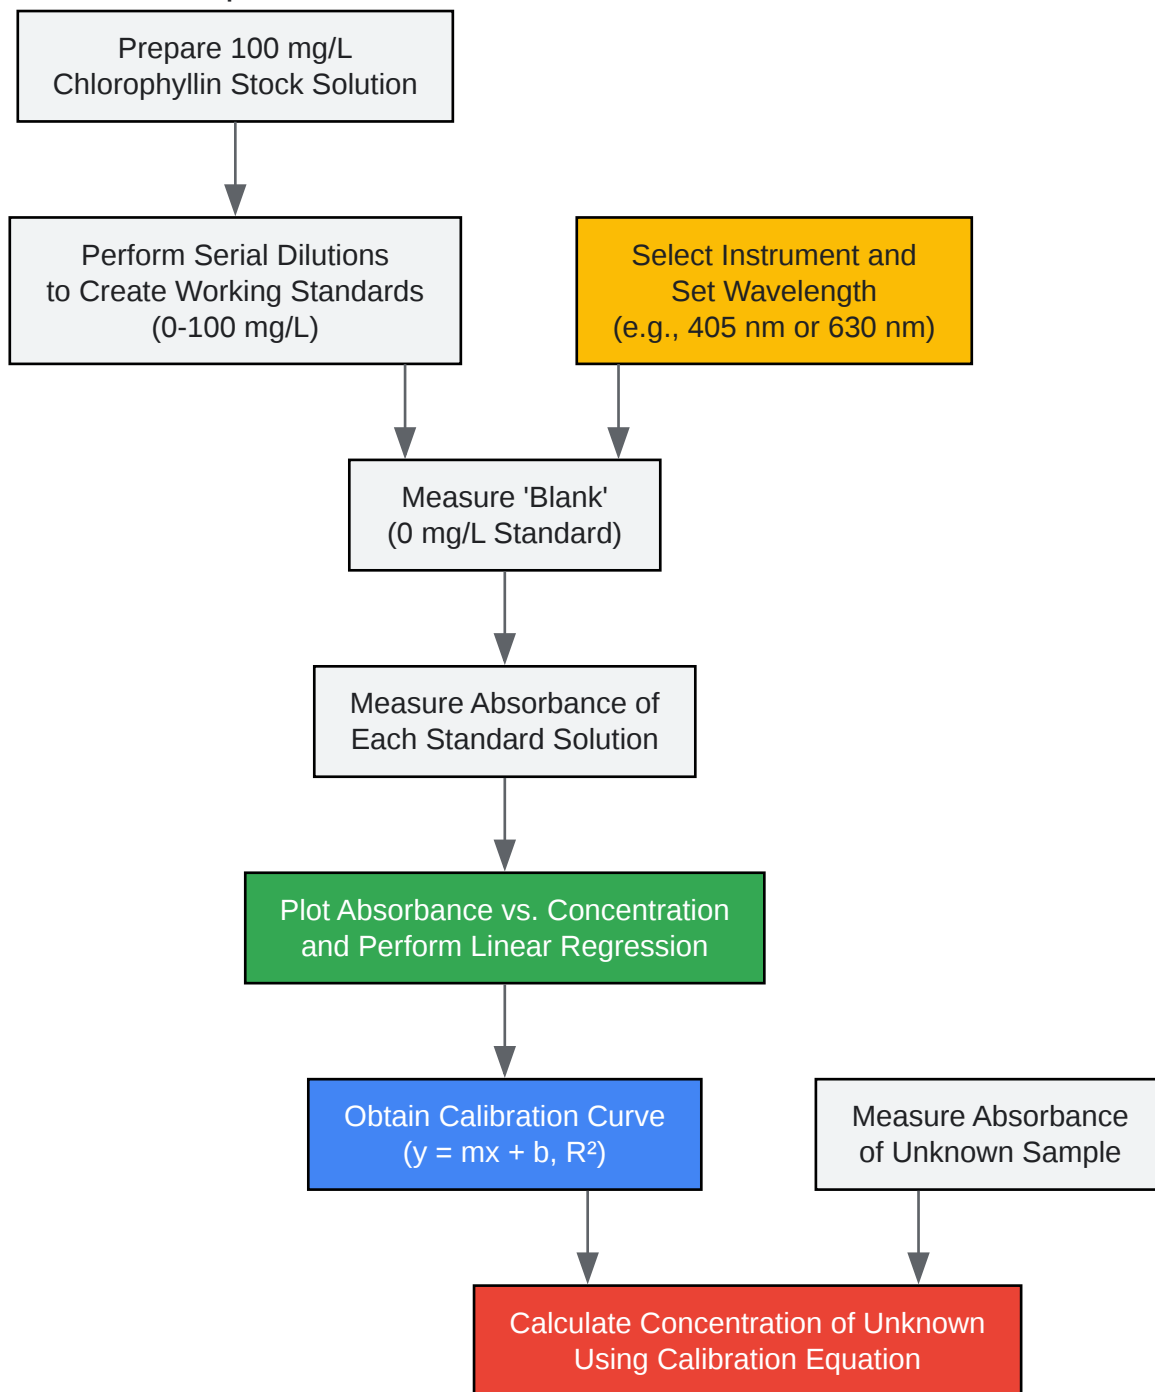 Prepare 100 mg/L
Chlorophyllin Stock Solution
Perform Serial Dilutions
to Create Working Standards
(0-100 mg/L)
Select Instrument and
Set Wavelength
(e.g., 405 nm or 630 nm)
Measure 'Blank'
(0 mg/L Standard)
Measure Absorbance of
Each Standard Solution
Plot Absorbance vs. Concentration
and Perform Linear Regression
Obtain Calibration Curve
(y = mx + b, R²)
Measure Absorbance
of Unknown Sample
Calculate Concentration of Unknown
Using Calibration Equation